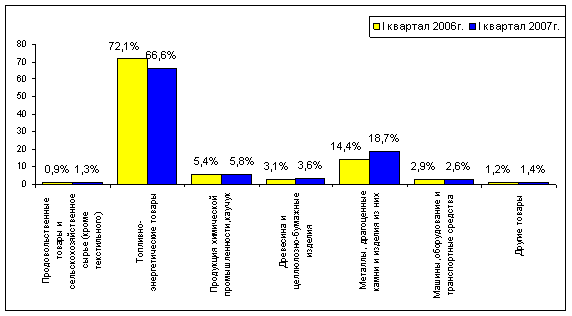 I квартал 2006г.
I квартал 2007г.
80
70
60
50
40
30
20
10
0
0,9%
1,3%
72,1%
66,6%
5,4%
5,8%
3,1%
3,6%
14,4%
18,7%
2,9%
2,6%
1,2%
1,4%
Продовольственные
товары и
сельскохозяйственное
сырье (кроме
текстильного)
Топливно-
энергетические товары
Продукция химической
промышленности,каучук
Древесина и
целлюлозно-бумажные
изделия
Металлы, драгоценные
камни и изделия из них
Машины ,оборудование и
транспортные средства
Другие товары